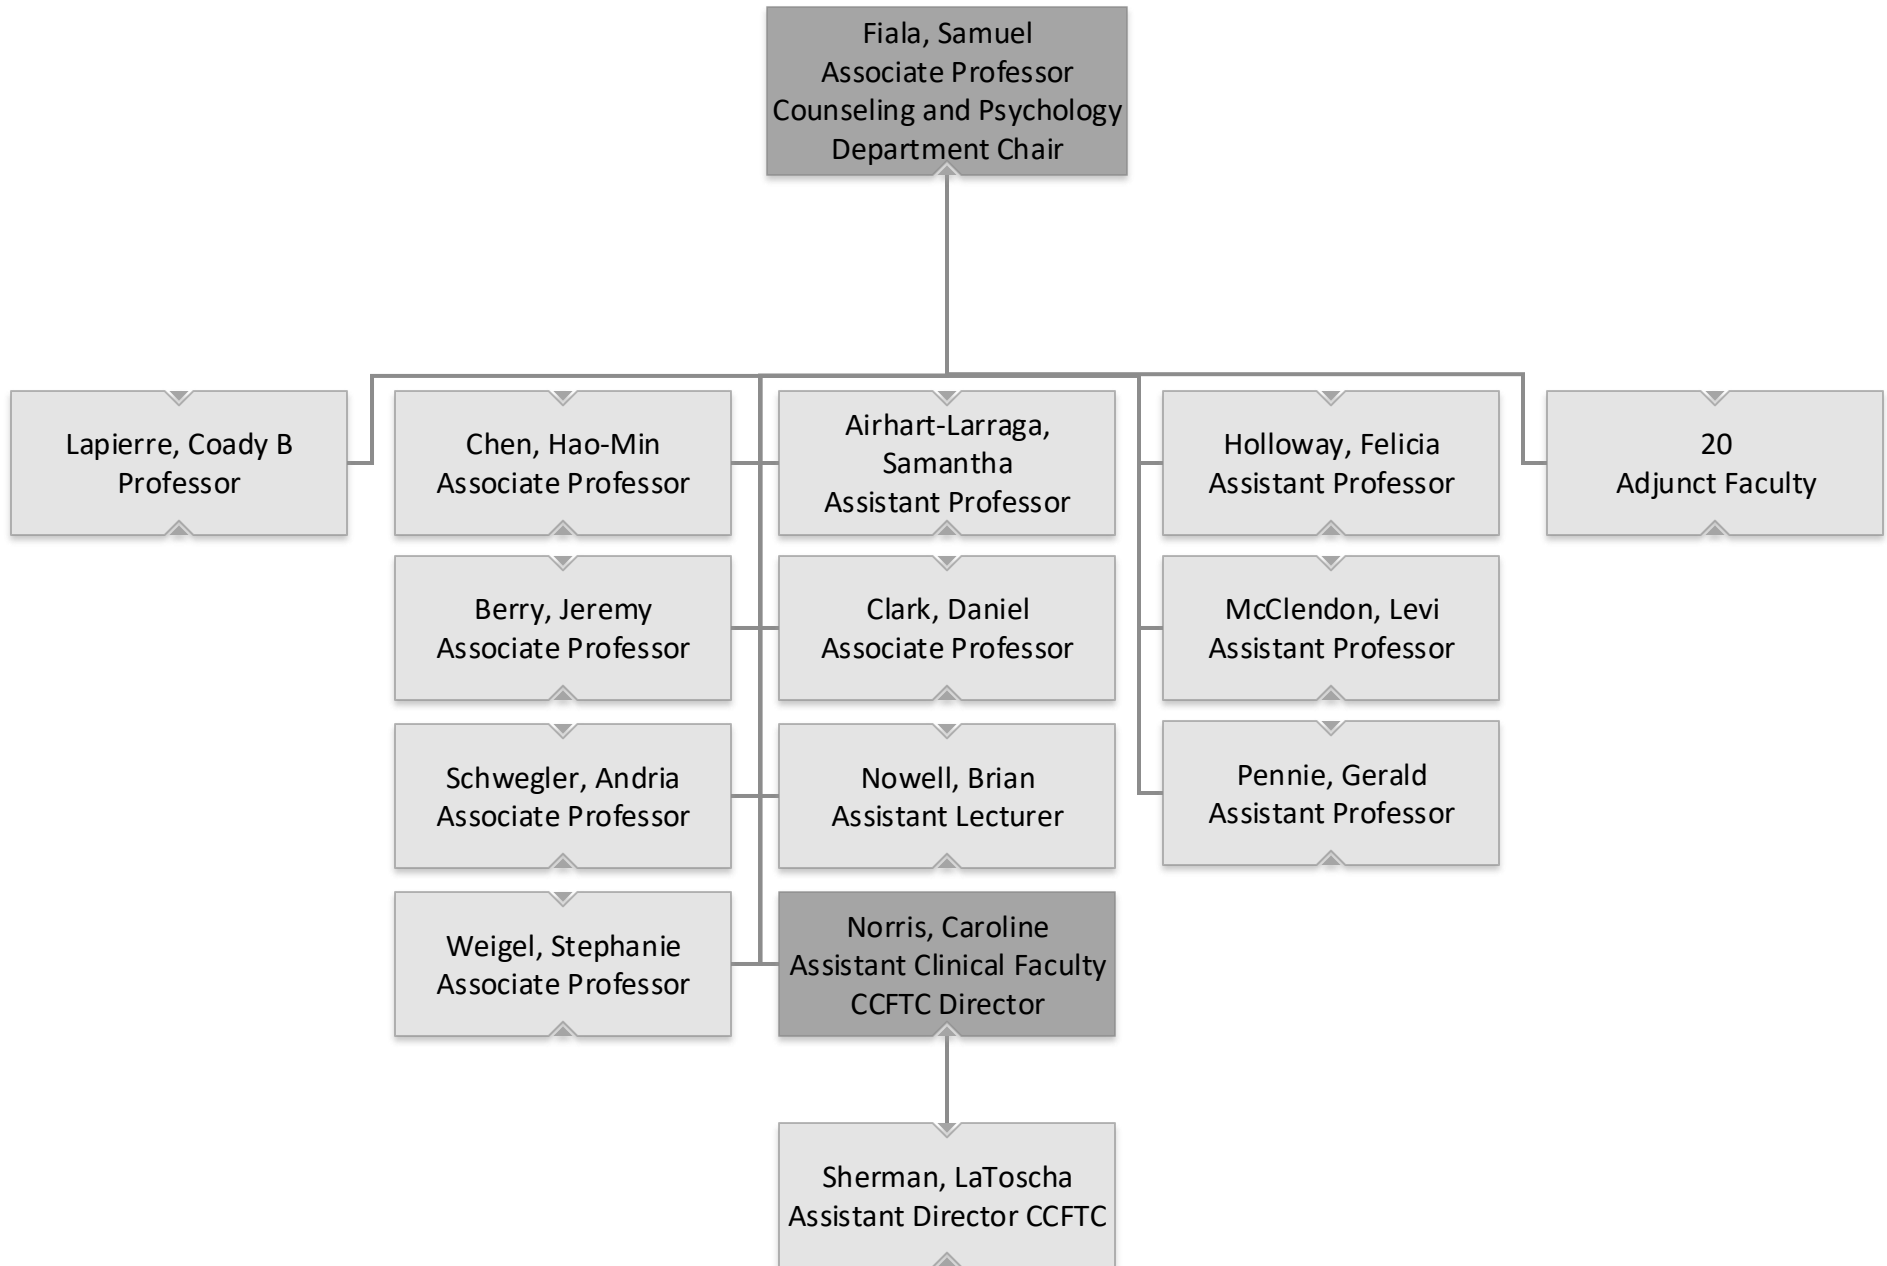 Fiala, Samuel
Associate Professor
Counseling and Psychology
Department Chair
Lapierre, Coady B
Professor
Chen, Hao-Min
Associate Professor
Airhart-Larraga,
Samantha
Assistant Professor
Holloway, Felicia
Assistant Professor
20
Adjunct Faculty
Berry, Jeremy
Associate Professor
Clark, Daniel
Associate Professor
McClendon, Levi
Assistant Professor
Schwegler, Andria
Associate Professor
Nowell, Brian
Assistant Lecturer
Pennie, Gerald
Assistant Professor
Weigel, Stephanie
Associate Professor
Norris, Caroline
Assistant Clinical Faculty
CCFTC Director
Sherman, LaToscha
Assistant Director CCFTC